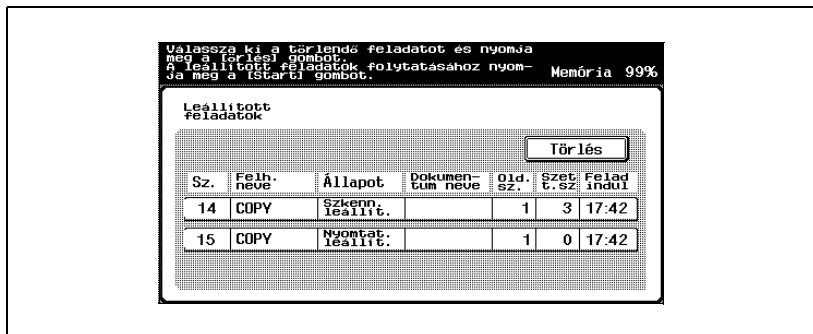 Válassza ki a törlendő feladatot és nyomja
meg a [örlés] gombot.
A leállított feladatok folytatásához nyom-
ja meg a [Start] gombot.
Memória 99%
Leállított
feladatok
Törlés
Sz. Felh. neve Állapot Dokumen-tum neve Old. sz. Szet t.sz Felad indul
14 COPY Szkenn. leállít. 1 3 17:42
15 COPY Nyomtat. leállít. 1 0 17:42